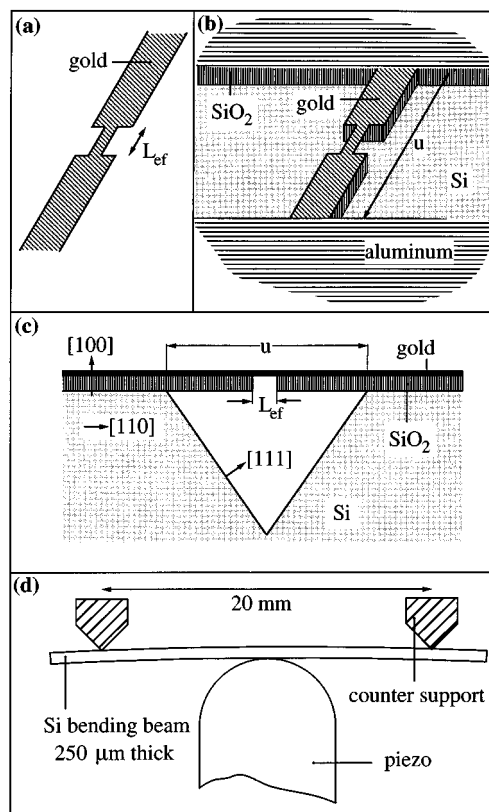 (a)
gold
L_ef
(b)
SiO₂
gold
u
Si
aluminum
(c)
[100]
u
gold
L_ef
[110]
SiO₂
[111]
Si
(d)
20 mm
counter support
Si bending beam
250 μm thick
piezo